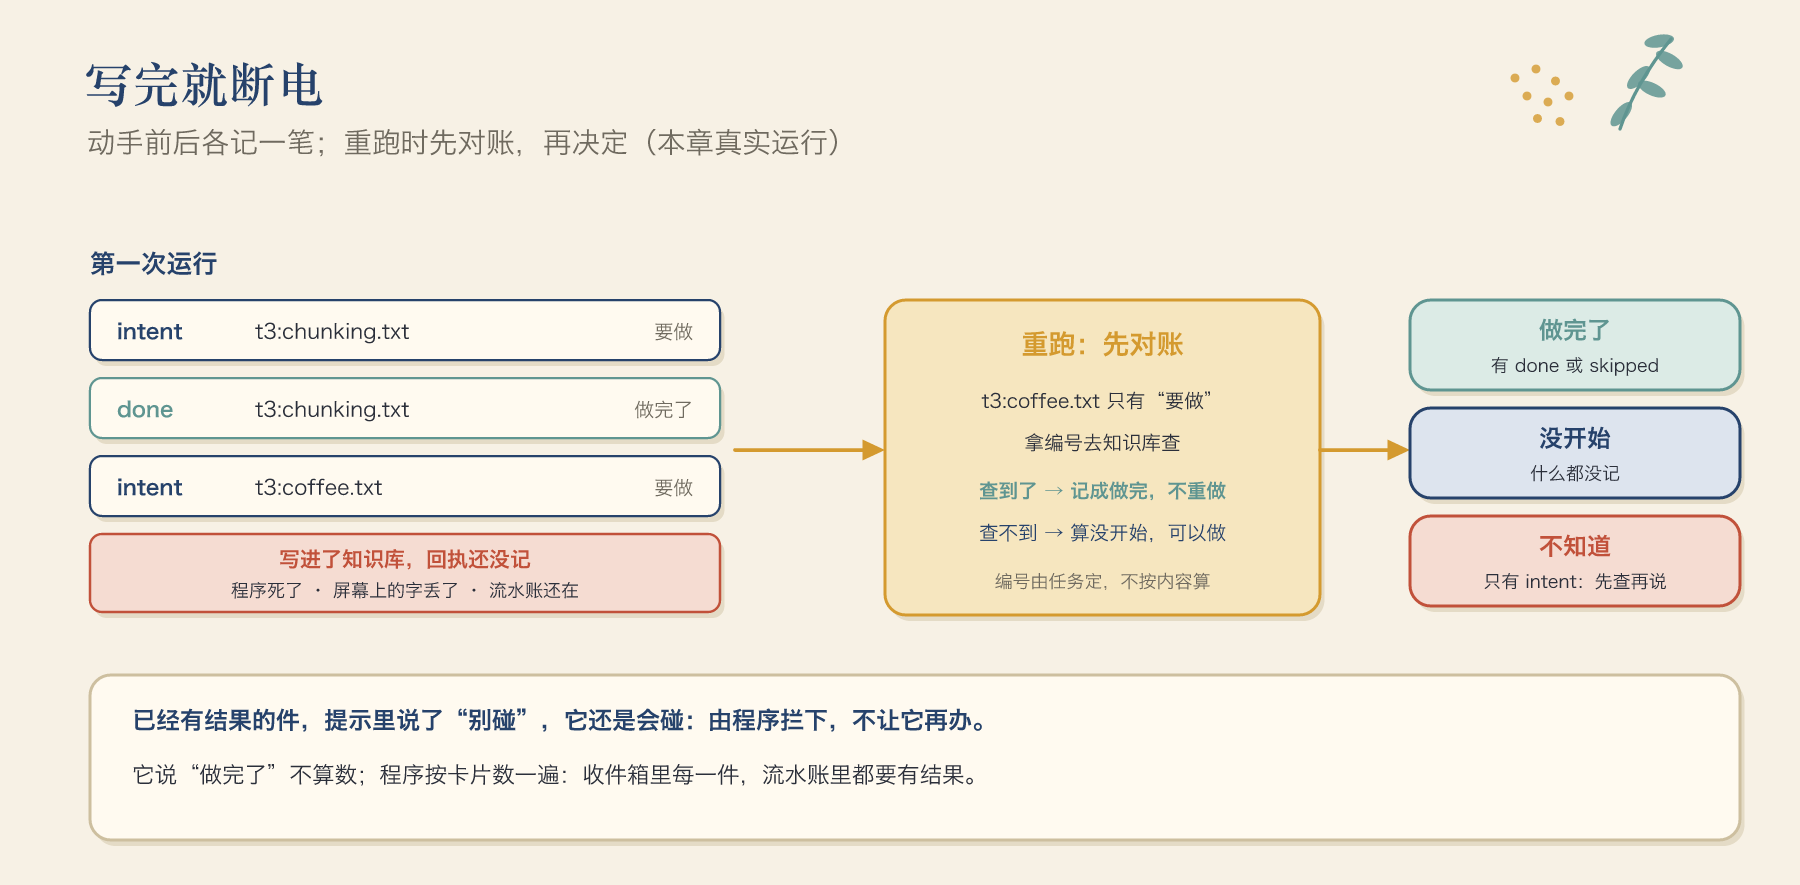 写完就断电
动手前后各记一笔；重跑时先对账，再决定（本章真实运行）
第一次运行
intent t3:chunking.txt 要做
done t3:chunking.txt 做完了
intent t3:coffee.txt 要做
写进了知识库，回执还没记
程序死了 · 屏幕上的字丢了 · 流水账还在
重跑：先对账
t3:coffee.txt 只有“要做”
拿编号去知识库查
查到了 → 记成做完，不重做
查不到 → 算没开始，可以做
编号由任务定，不按内容算
做完了
有 done 或 skipped
没开始
什么都没记
不知道
只有 intent：先查再说
已经有结果的件，提示里说了“别碰”，它还是会碰：由程序拦下，不让它再办。
它说“做完了”不算数；程序按卡片数一遍：收件箱里每一件，流水账里都要有结果。